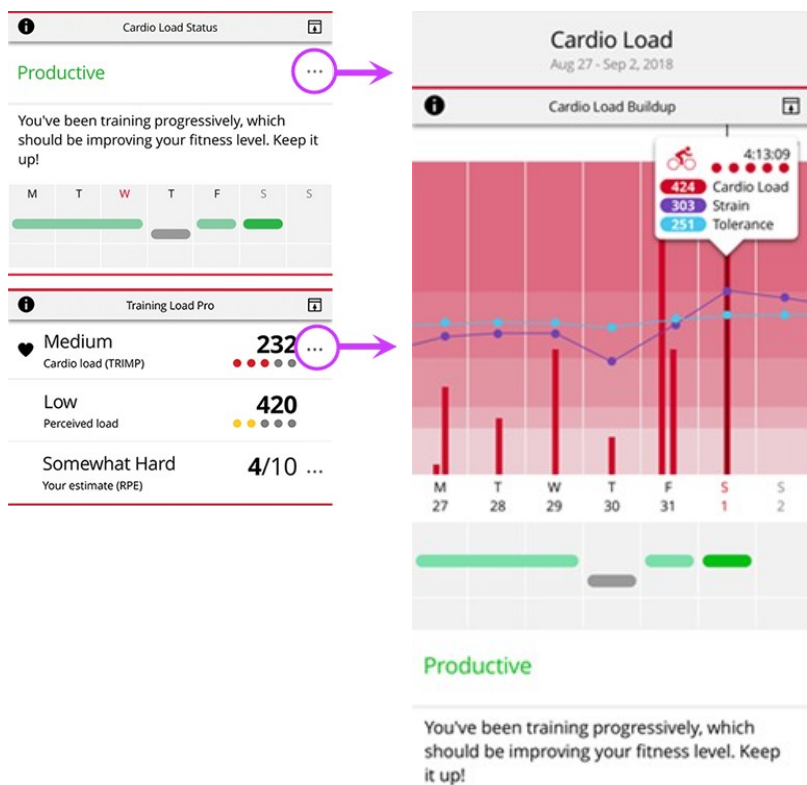 Cardio Load Status
Productive
...
You've been training progressively, which
should be improving your fitness level. Keep it
up!
M T W T F S S
Training Load Pro
Medium 232 ...
Cardio load (TRIMP)
Low 420
Perceived load
Somewhat Hard 4/10 ...
Your estimate (RPE)
Cardio Load
Aug 27 - Sep 2, 2018
Cardio Load Buildup
4:13:09
424 Cardio Load
303 Strain
251 Tolerance
M T W T F S S
27 28 29 30 31 1 2
Productive
You've been training progressively, which
should be improving your fitness level. Keep
it up!